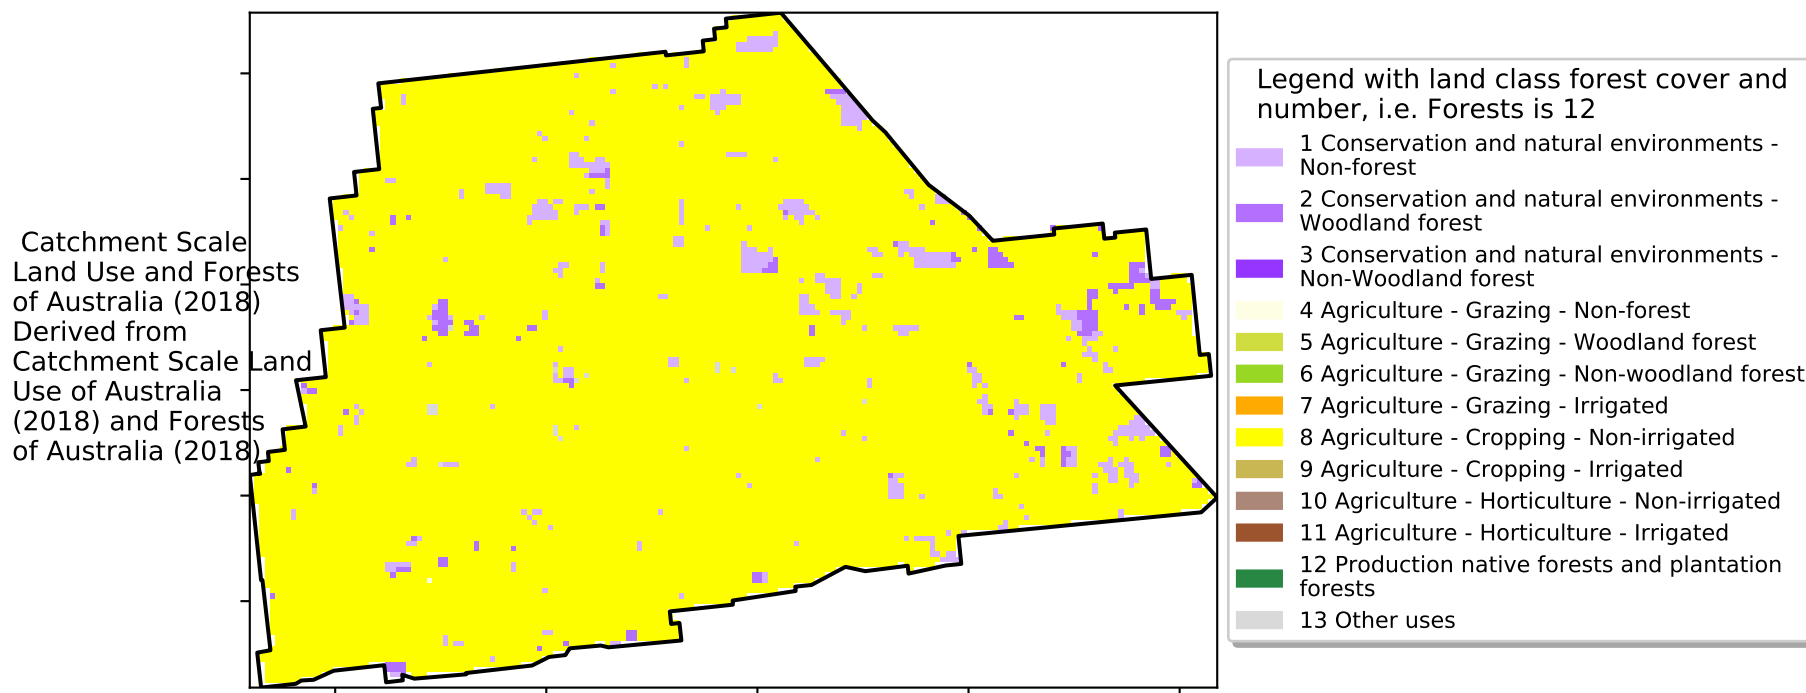 Catchment Scale
Land Use and Forests
of Australia (2018)
Derived from
Catchment Scale Land
Use of Australia
(2018) and Forests
of Australia (2018)
Legend with land class forest cover and
number, i.e. Forests is 12
1 Conservation and natural environments -
Non-forest
2 Conservation and natural environments -
Woodland forest
3 Conservation and natural environments -
Non-Woodland forest
4 Agriculture - Grazing - Non-forest
5 Agriculture - Grazing - Woodland forest
6 Agriculture - Grazing - Non-woodland forest
7 Agriculture - Grazing - Irrigated
8 Agriculture - Cropping - Non-irrigated
9 Agriculture - Cropping - Irrigated
10 Agriculture - Horticulture - Non-irrigated
11 Agriculture - Horticulture - Irrigated
12 Production native forests and plantation
forests
13 Other uses